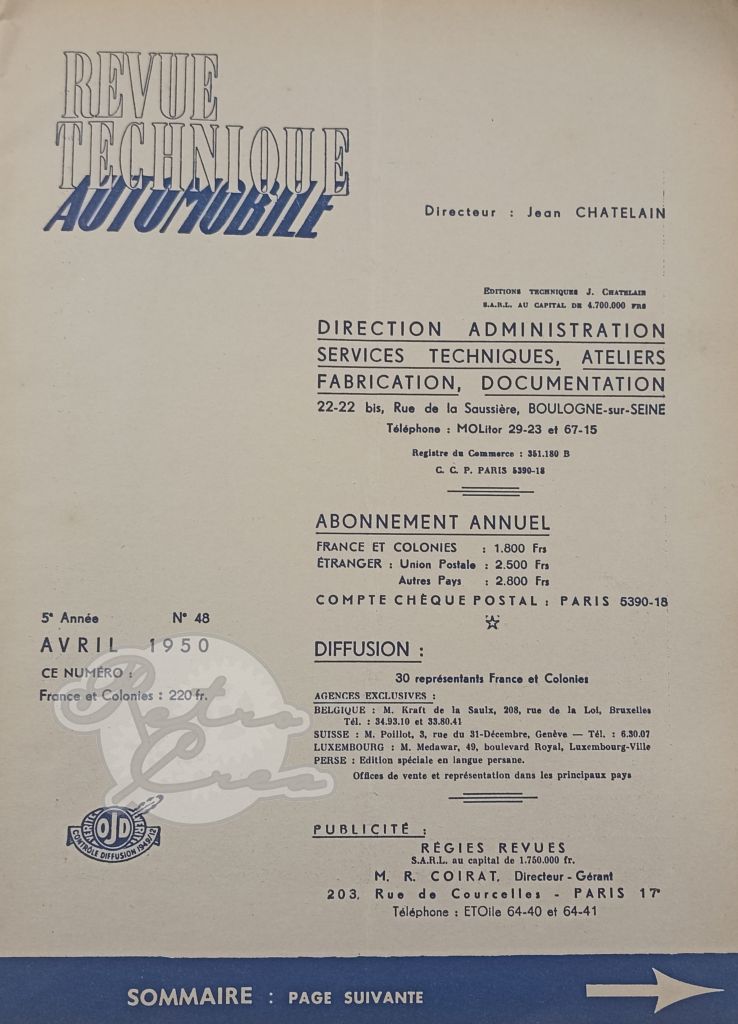 REVUE
TECHNIQUE
AUTOMOBILE
Directeur : Jean CHATELAIN
EDITIONS TECHNIQUES J. CHATELAIN
S.A.R.L. AU CAPITAL DE 4.700.000 FRS
DIRECTION ADMINISTRATION
SERVICES TECHNIQUES, ATELIERS
FABRICATION, DOCUMENTATION
22-22 bis, Rue de la Saussière, BOULOGNE-sur-SEINE
Téléphone : MOLitor 29-23 et 67-15
Registre du Commerce : 351.180 B
C. C. P. PARIS 5390-18
ABONNEMENT ANNUEL
FRANCE ET COLONIES : 1.800 Frs
ÉTRANGER : Union Postale : 2.500 Frs
Autres Pays : 2.800 Frs
COMPTE CHÈQUE POSTAL : PARIS 5390-18
5e Année N° 48
AVRIL 1950
CE NUMÉRO :
France et Colonies : 220 fr.
DIFFUSION :
30 représentants France et Colonies
AGENCES EXCLUSIVES :
BELGIQUE : M. Kraft de la Saulx, 208, rue de la Loi, Bruxelles
Tél. : 34.93.10 et 33.80.41
SUISSE : M. Poillot, 3, rue du 31-Décembre, Genève — Tél. : 6.30.07
LUXEMBOURG : M. Medawar, 49, boulevard Royal, Luxembourg-Ville
PERSE : Edition spéciale en langue persane.
Offices de vente et représentation dans les principaux pays
Retro
Crea
OJD
CONTRÔLE DIFFUSION 1949/12
PUBLICITÉ :
RÉGIES REVUES
S.A.R.L. au capital de 1.750.000 fr.
M. R. COIRAT, Directeur - Gérant
203, Rue de Courcelles - PARIS 17e
Téléphone : ETOile 64-40 et 64-41
SOMMAIRE : PAGE SUIVANTE